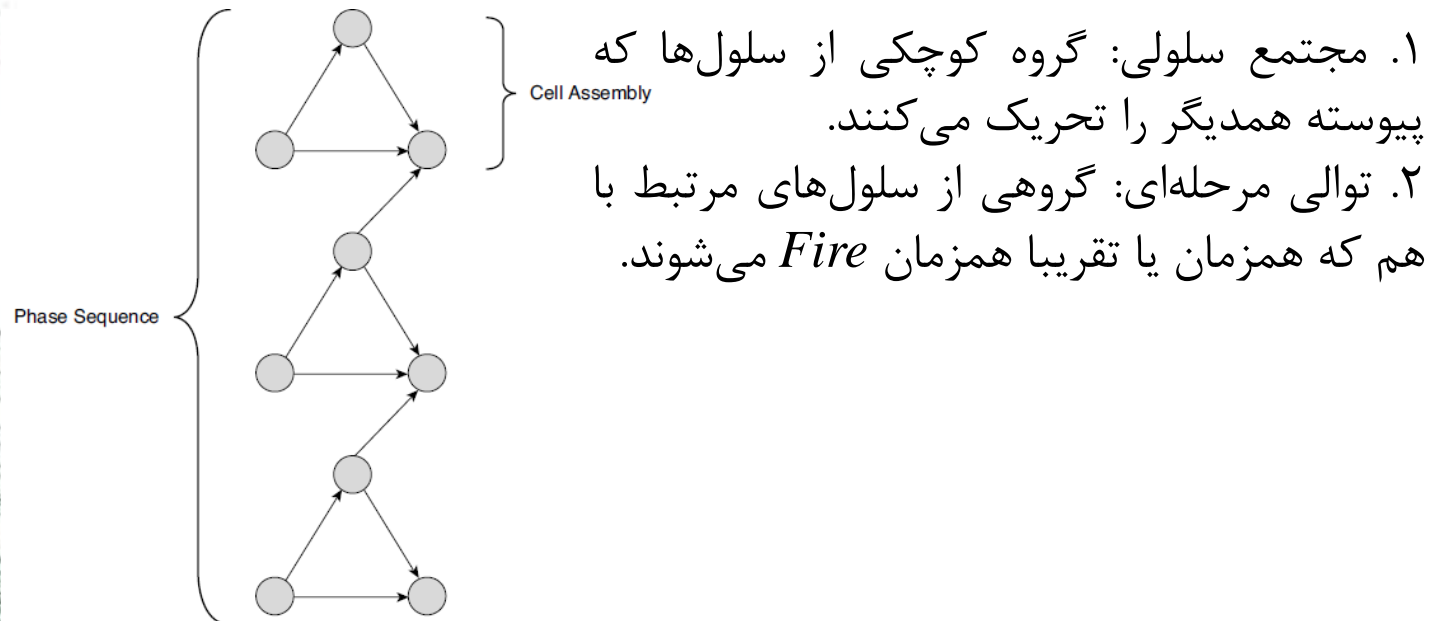 ۱. مجتمع سلولی: گروه کوچکی از سلول‌ها که
پیوسته همدیگر را تحریک می‌کنند.
۲. توالی مرحله‌ای: گروهی از سلول‌های مرتبط با
هم که همزمان یا تقریبا همزمان Fire می‌شوند.
Cell Assembly
Phase Sequence